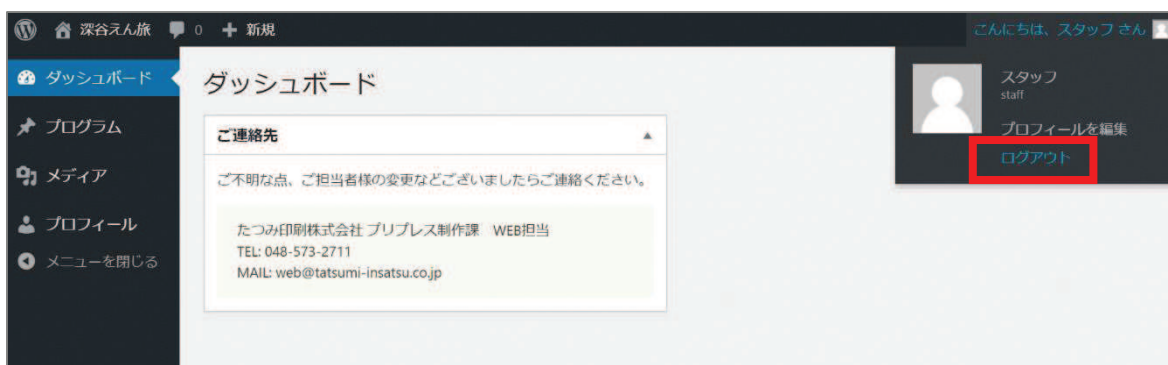 深谷えん旅 0 新規 こんにちは、スタッフ さん
ダッシュボード
プログラム
メディア
プロフィール
メニューを閉じる
ダッシュボード
ご連絡先
ご不明な点、ご担当者様の変更などございましたらご連絡ください。
たつみ印刷株式会社 プリプレス制作課 WEB担当
TEL: 048-573-2711
MAIL: web@tatsumi-insatsu.co.jp
スタッフ
staff
プロフィールを編集
ログアウト